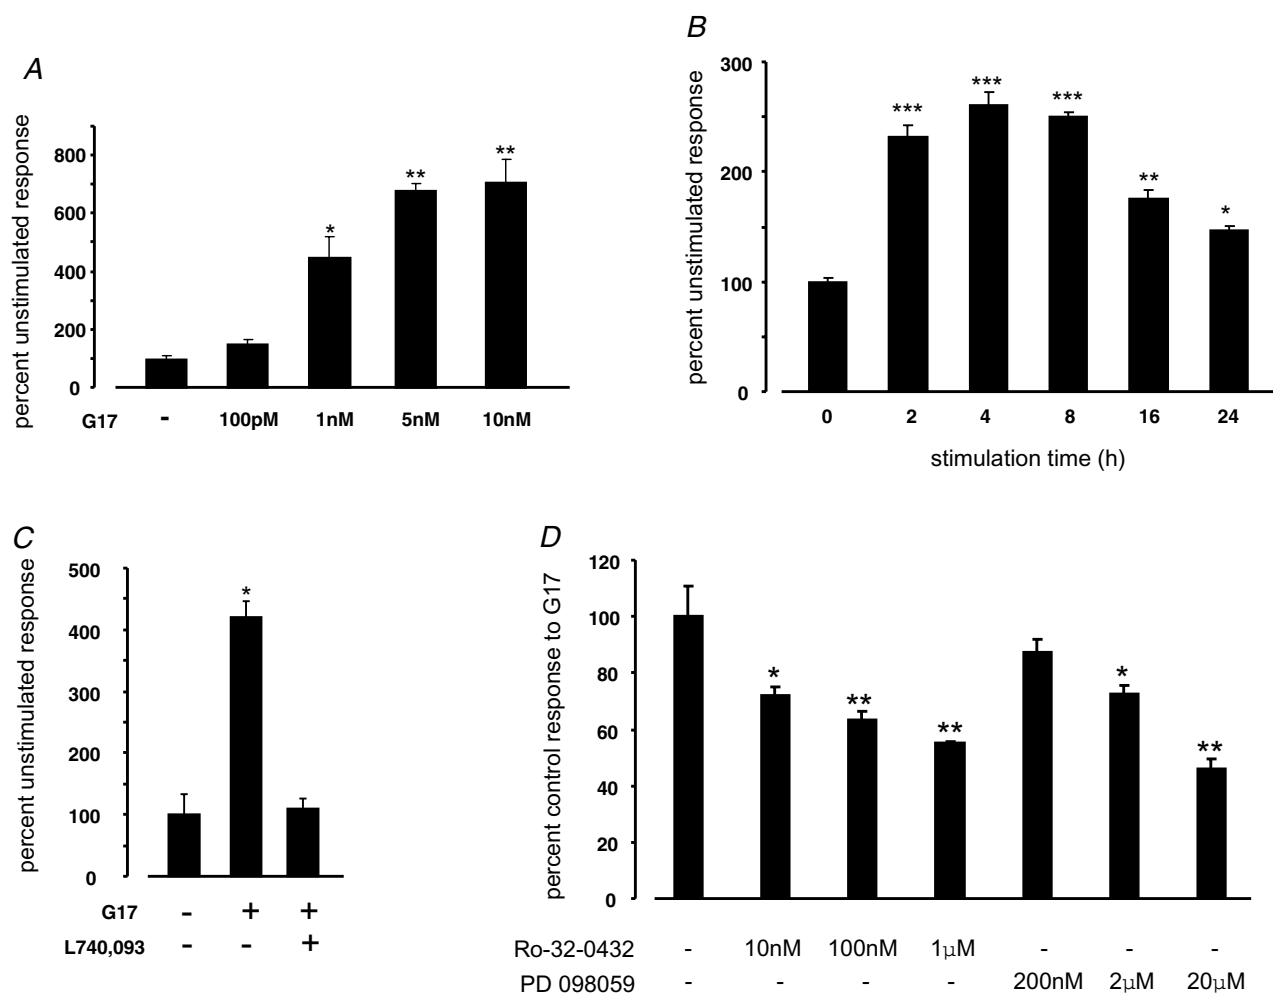 A
percent unstimulated response
800
600
400
200
0
* ** **
G17 - 100pM 1nM 5nM 10nM
B
percent unstimulated response
300
200
100
0
*** *** *** ** *
0 2 4 8 16 24
stimulation time (h)
C
percent unstimulated response
500
400
300
200
100
0
*
G17 - + +
L740,093 - - +
D
percent control response to G17
120
100
80
60
40
20
0
* ** ** * **
Ro-32-0432 - 10nM 100nM 1µM - - -
PD 098059 - - - - 200nM 2µM 20µM